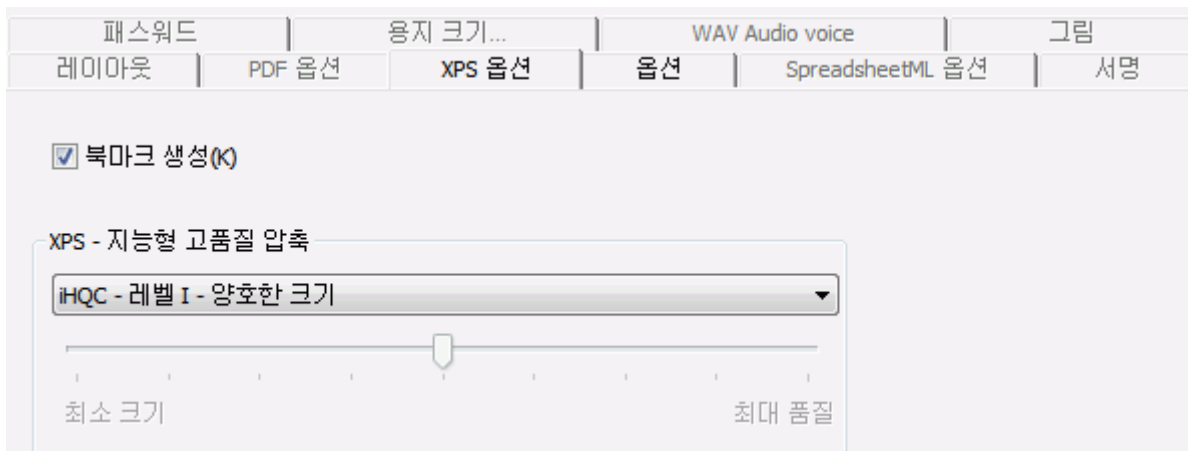 패스워드 용지 크기... WAV Audio voice 그림
레이아웃 PDF 옵션 XPS 옵션 옵션 SpreadsheetML 옵션 서명
북마크 생성(K)
XPS - 지능형 고품질 압축
iHQC - 레벨 I - 양호한 크기
최소 크기 최대 품질